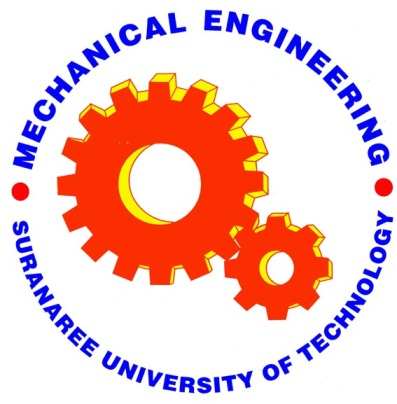 MECHANICAL ENGINEERING
SURANAREE UNIVERSITY OF TECHNOLOGY